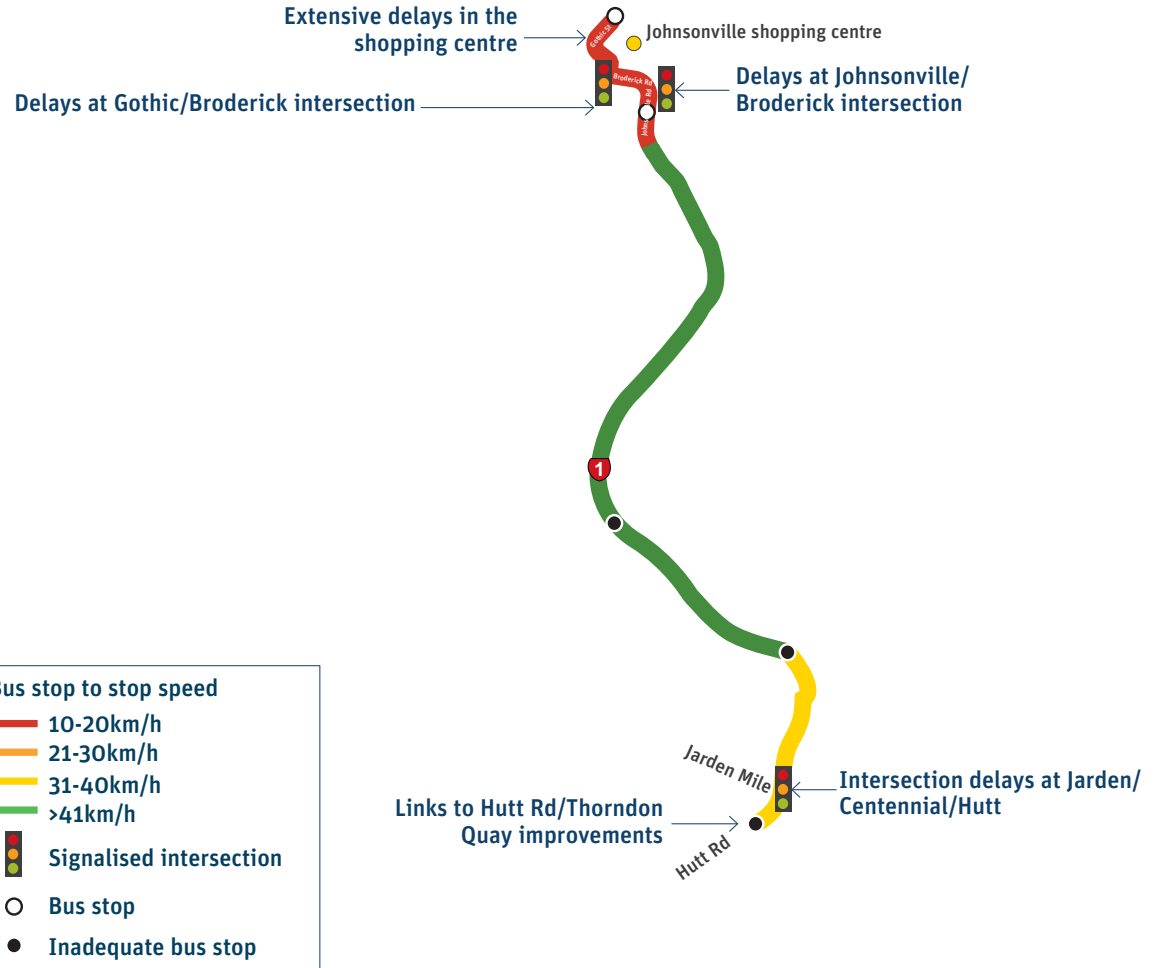 Extensive delays in the
shopping centre
Gothic St
Johnsonville shopping centre
Broderick Rd
Delays at Johnsonville/
Broderick intersection
Delays at Gothic/Broderick intersection
1
Jarden Mile
Intersection delays at Jarden/
Centennial/Hutt
Links to Hutt Rd/Thorndon
Quay improvements
Hutt Rd
stop to stop speed
10-20km/h
21-30km/h
31-40km/h
>41km/h
Signalised intersection
Bus stop
Inadequate bus stop